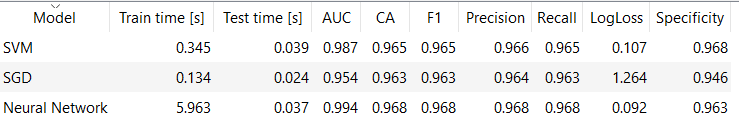 Model Train time [s] Test time [s] AUC CA F1 Precision Recall LogLoss Specificity
SVM 0.345 0.039 0.987 0.965 0.965 0.966 0.965 0.107 0.968
SGD 0.134 0.024 0.954 0.963 0.963 0.964 0.963 1.264 0.946
Neural Network 5.963 0.037 0.994 0.968 0.968 0.968 0.968 0.092 0.963